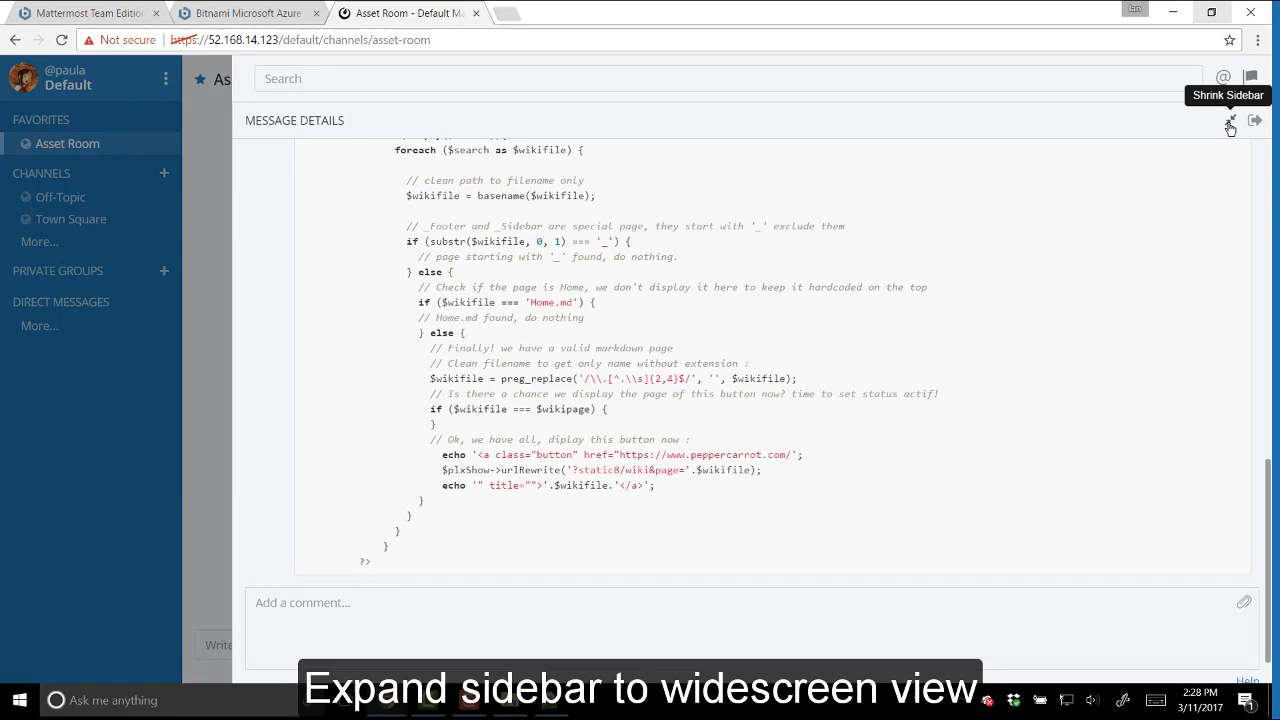 Mattermost Team Edition
Bitnami Microsoft Azure
Asset Room - Default Ma
Ian
Not secure
https://52.168.14.123/default/channels/asset-room
@paula
Default
As
Search
@
Shrink Sidebar
MESSAGE DETAILS
FAVORITES
Asset Room
CHANNELS
Off-Topic
Town Square
More...
PRIVATE GROUPS
DIRECT MESSAGES
More...
foreach ($search as $wikifile) {
// clean path to filename only
$wikifile = basename($wikifile);
// _Footer and _Sidebar are special page, they start with '_' exclude them
if (substr($wikifile, 0, 1) === '_') {
// page starting with '_' found, do nothing.
} else {
// Check if the page is Home, we don't display it here to keep it hardcoded on the top
if ($wikifile === 'Home.md') {
// Home.md found, do nothing
} else {
// Finally! we have a valid markdown page
// Clean filename to get only name without extension :
$wikifile = preg_replace('/\\.[^.\\s]{2,4}$/', '', $wikifile);
// Is there a chance we display the page of this button now? time to set status actif!
if ($wikifile === $wikipage) {
}
// Ok, we have all, diplay this button now :
echo '<a class="button" href="https://www.peppercarrot.com/';
$plxShow->urlRewrite('?static8/wiki&page='.$wikifile);
echo '" title="">'.$wikifile.'</a>';
}
}
}
}
?>
Add a comment...
Write
Help
Expand sidebar to widescreen view
Ask me anything
2:28 PM
3/11/2017
1